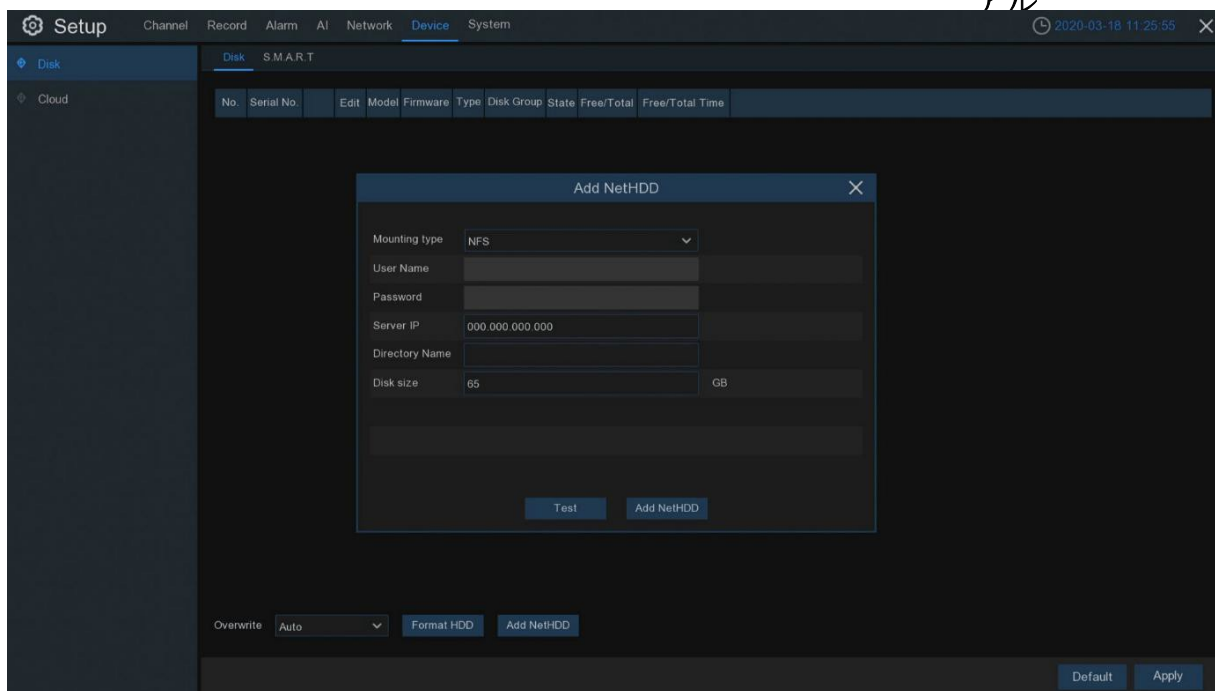 Setup Channel Record Alarm AI Network Device System 2020-03-18 11:25:55
Disk
Cloud
Disk S.M.A.R.T
No. Serial No. Edit Model Firmware Type Disk Group State Free/Total Free/Total Time
Add NetHDD
Mounting type NFS
User Name
Password
Server IP 000.000.000.000
Directory Name
Disk size 65 GB
Test Add NetHDD
Overwrite Auto Format HDD Add NetHDD
Default Apply